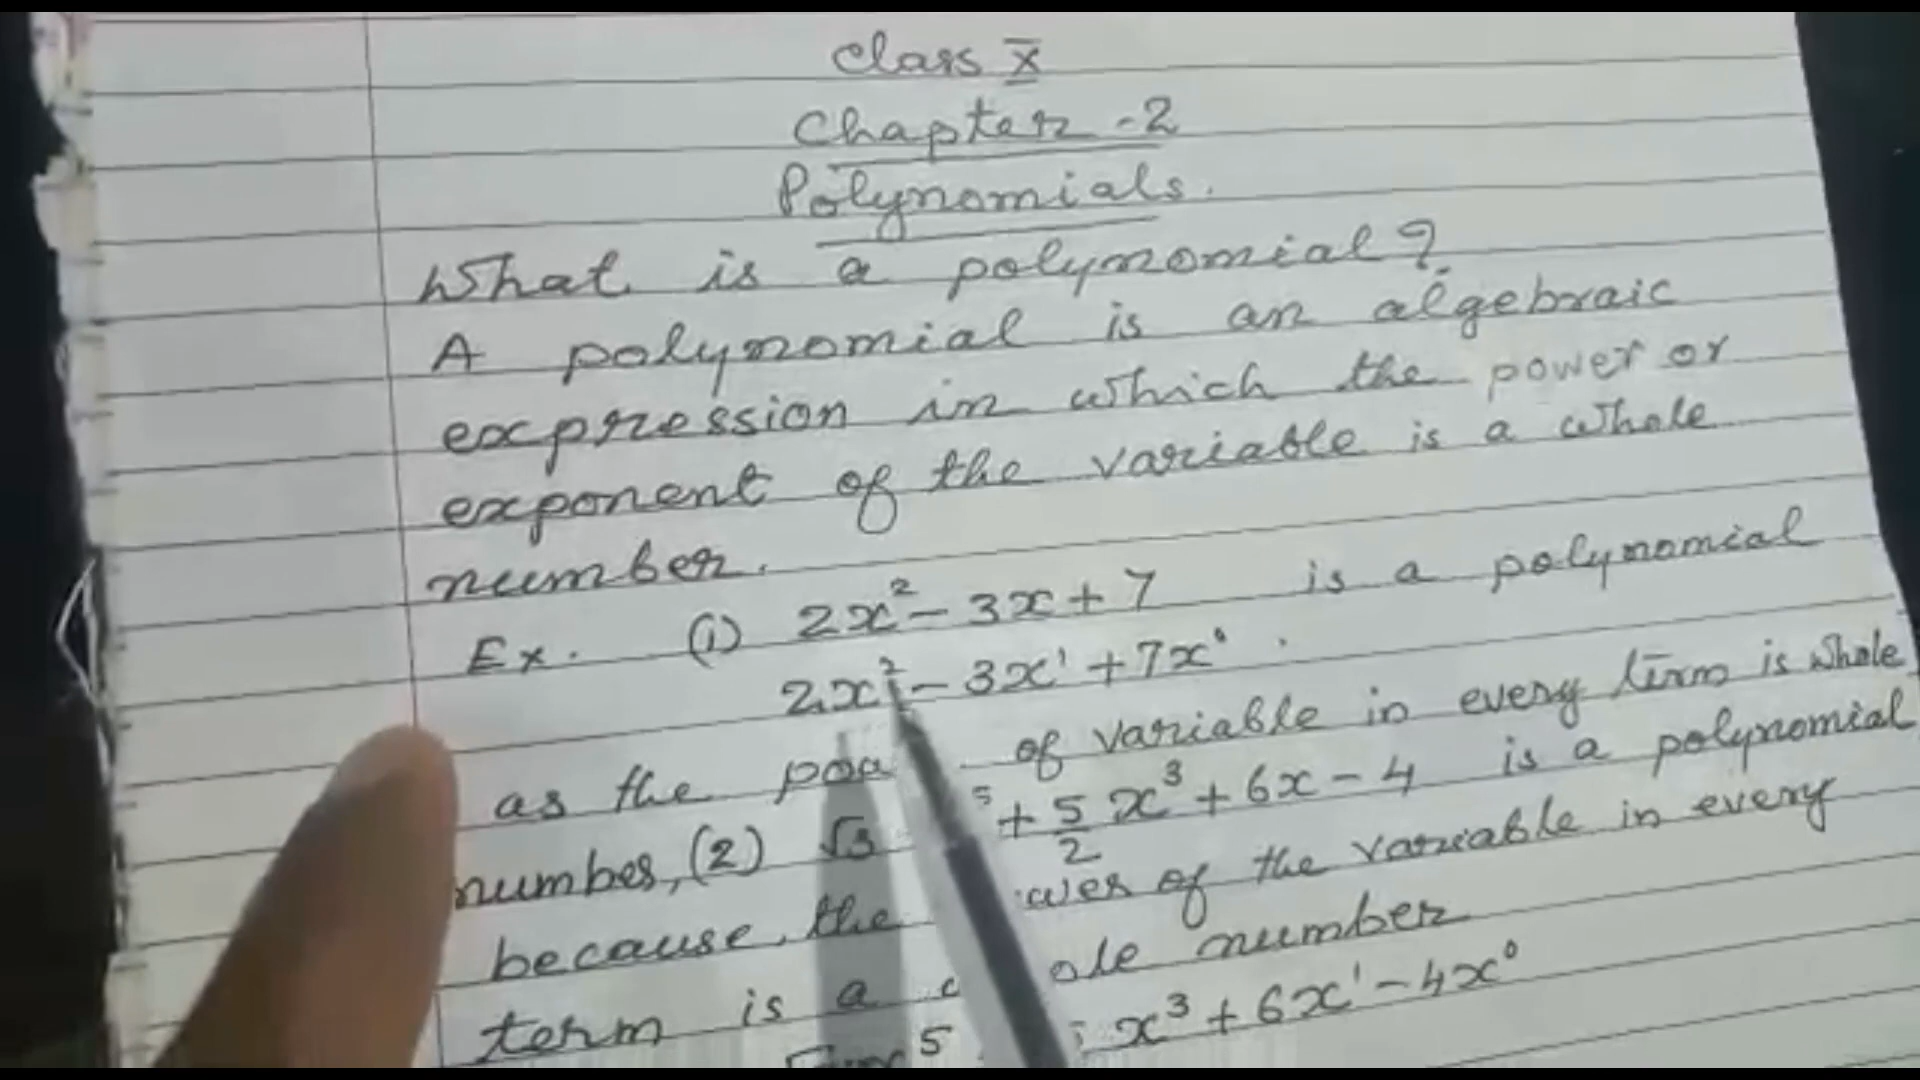 Class X
Chapter - 2
Polynomials.
What is a polynomial?
A polynomial is an algebraic
expression in which the power or
exponent of the variable is a whole
number.
Ex. (i) 2x² - 3x + 7 is a polynomial
2x² - 3x¹ + 7x⁰.
as the of variable in every term is whole
number, (2) √3 ⁵ + 5/2 x³ + 6x - 4 is a polynomial
because, the of the variable in every
term is a number
⁵ x³ + 6x¹ - 4x⁰